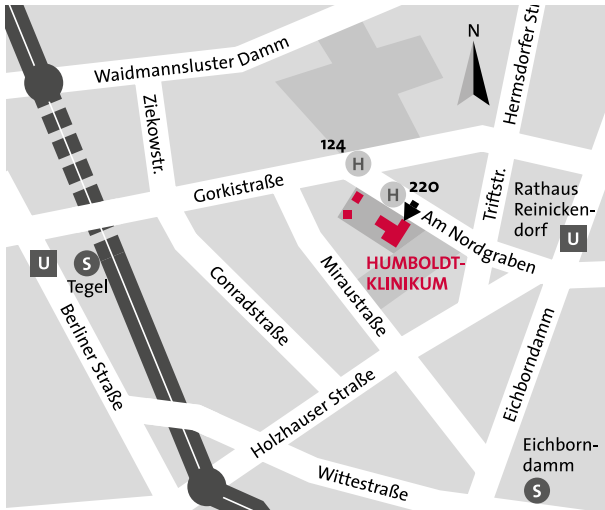 Waidmannsluster Damm
N
Hermsdorfer St
Ziekowstr.
124
H
H
220
Gorkistraße
Triftstr.
Rathaus
Reinicken-
dorf
U
Am Nordgraben
U
S
Tegel
HUMBOLDT-
KLINIKUM
Conradstraße
Miraustraße
Berliner Straße
Eichborndamm
Holzhauser Straße
Wittestraße
Eichborn-
damm
S